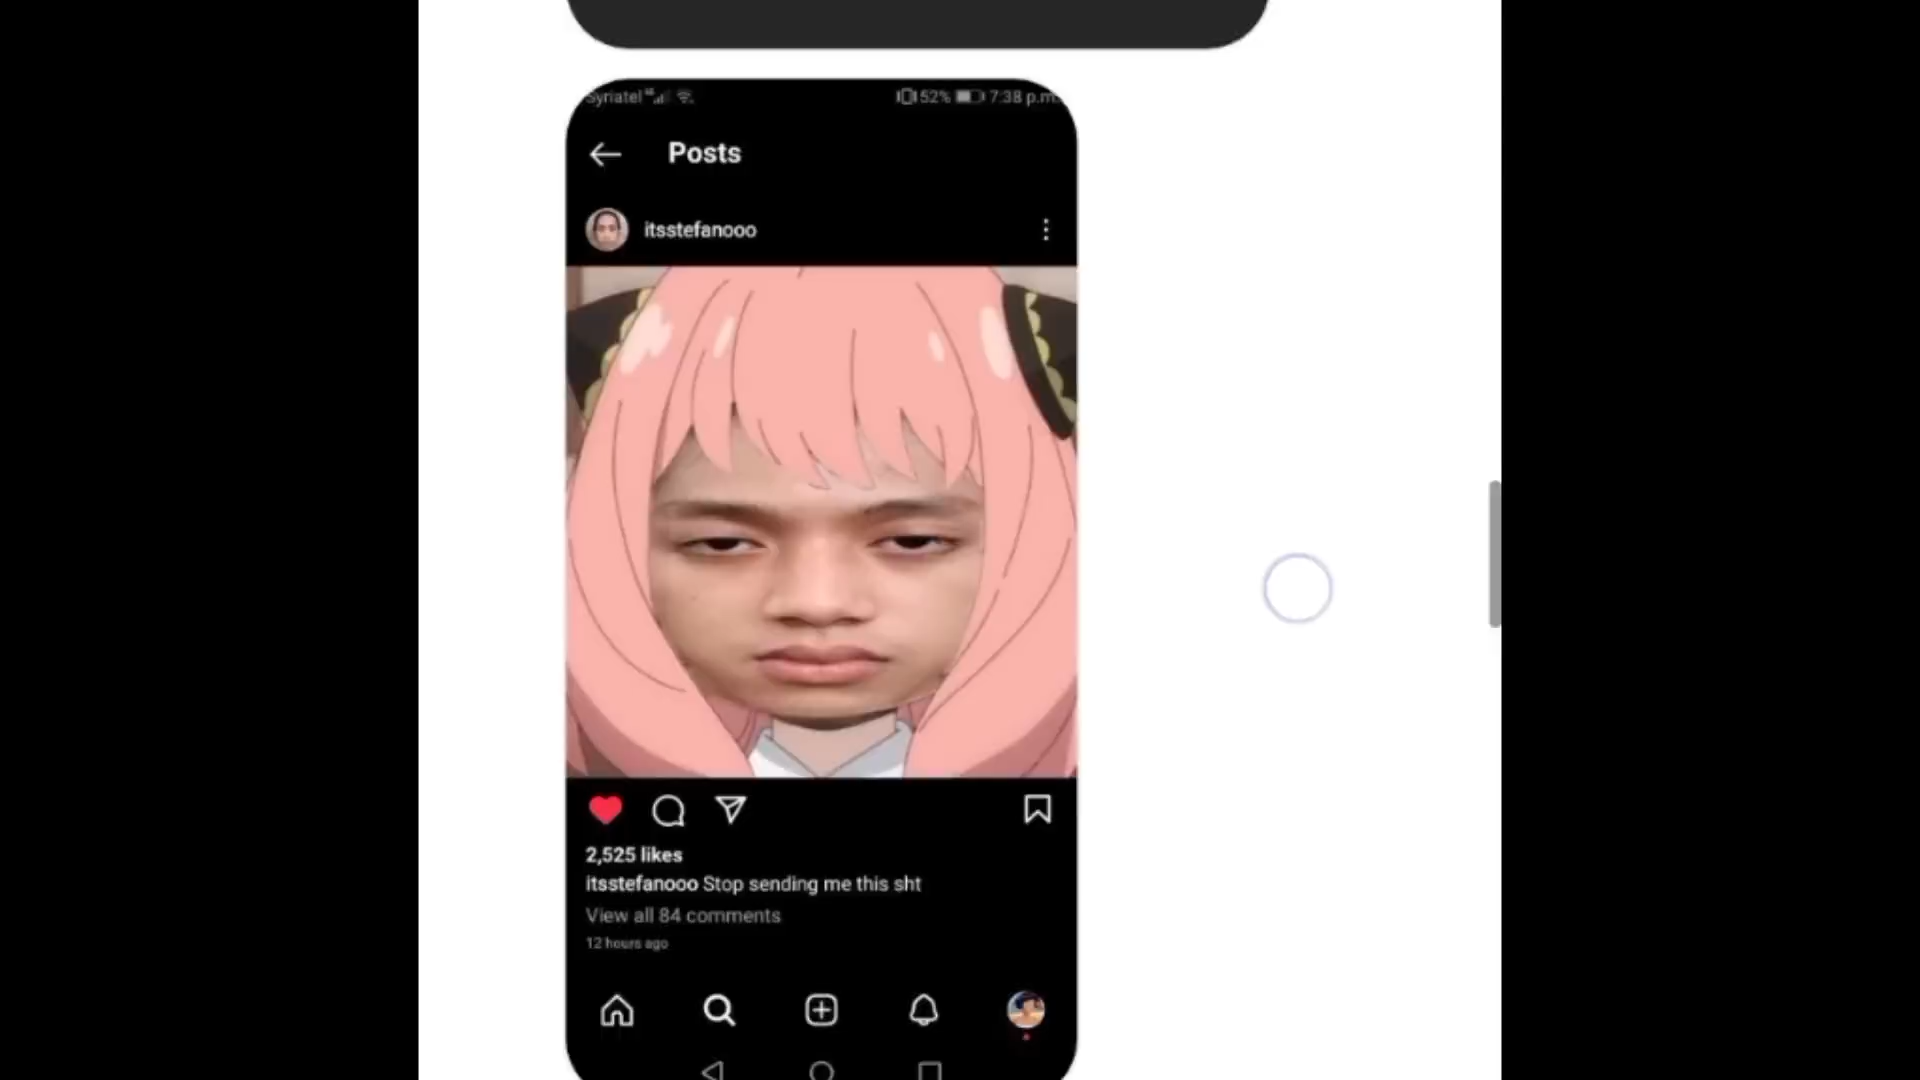 Syriatel 52% 7:38 p.m.
Posts
itsstefanooo
2,525 likes
itsstefanooo Stop sending me this sht
View all 84 comments
12 hours ago